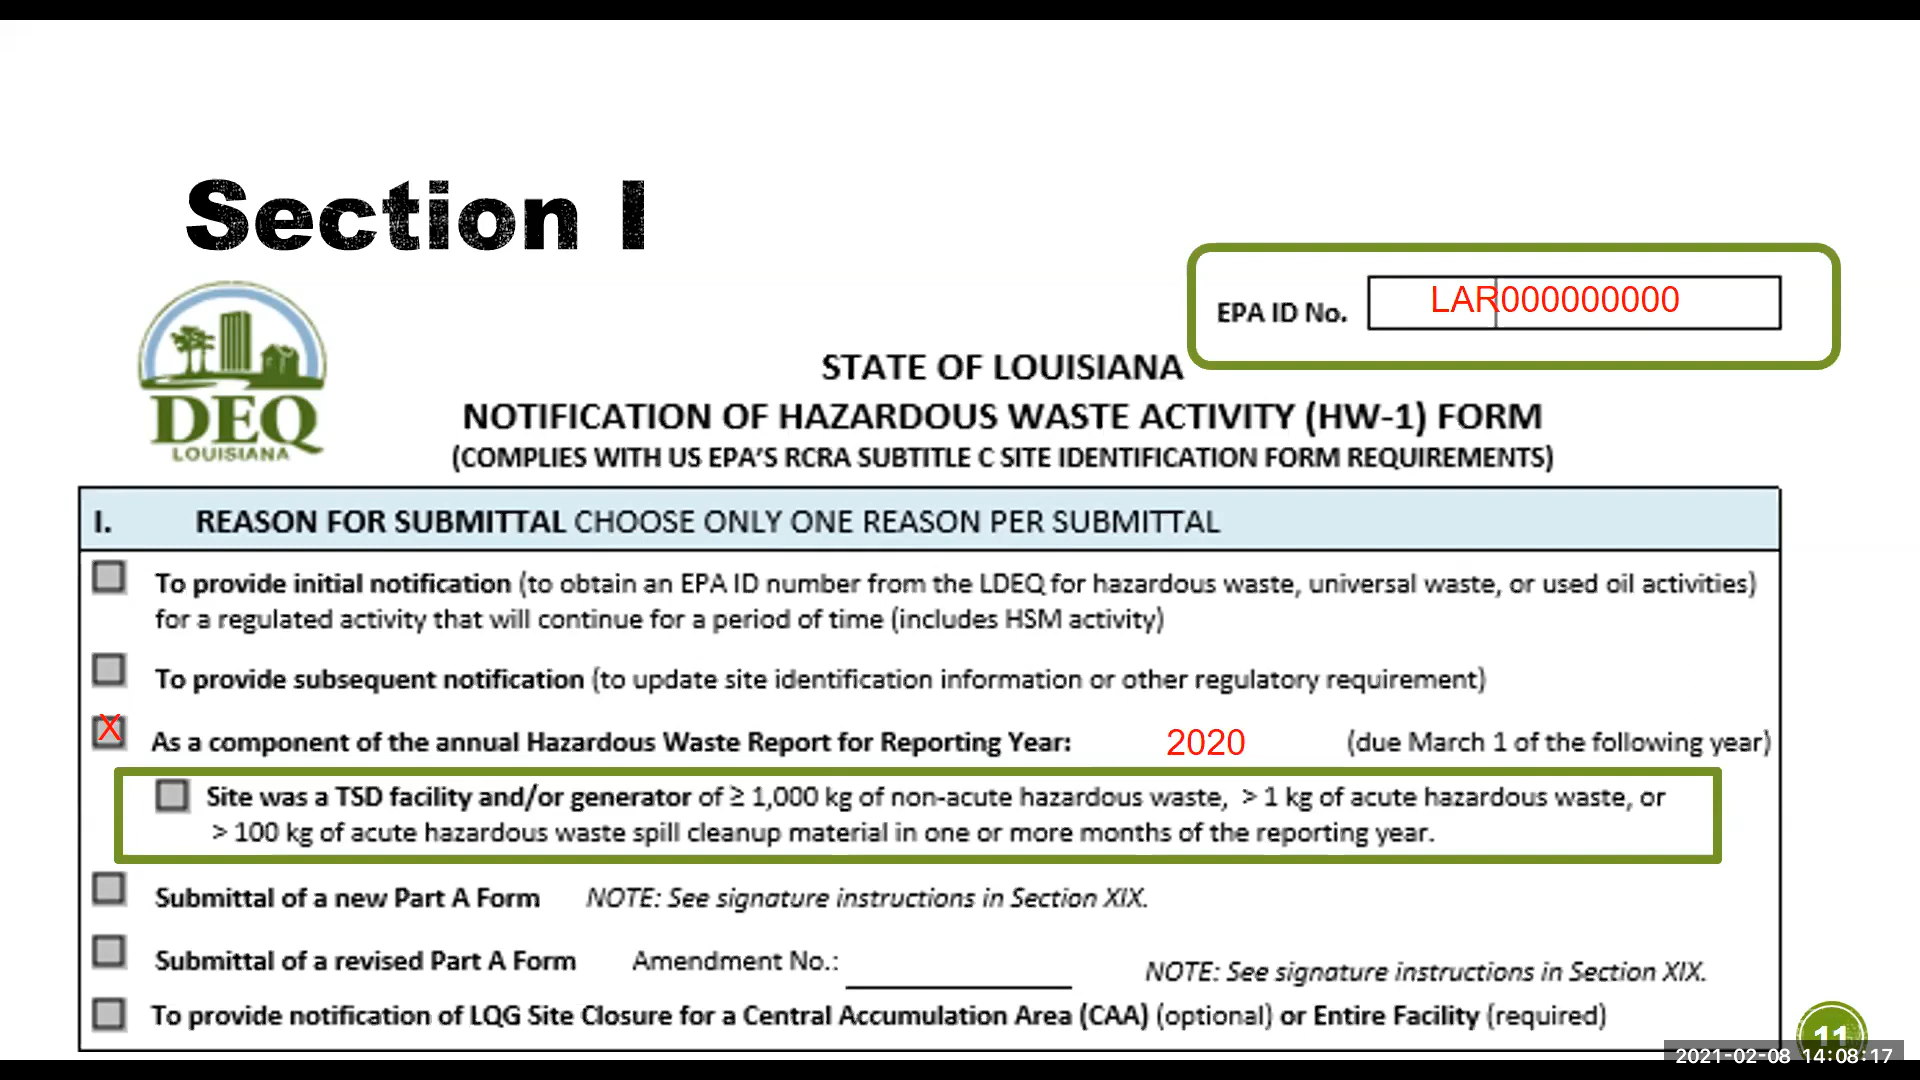 Section I
EPA ID No. LAR000000000
DEQ
LOUISIANA
STATE OF LOUISIANA
NOTIFICATION OF HAZARDOUS WASTE ACTIVITY (HW-1) FORM
(COMPLIES WITH US EPA'S RCRA SUBTITLE C SITE IDENTIFICATION FORM REQUIREMENTS)
I. REASON FOR SUBMITTAL CHOOSE ONLY ONE REASON PER SUBMITTAL
To provide initial notification (to obtain an EPA ID number from the LDEQ for hazardous waste, universal waste, or used oil activities)
for a regulated activity that will continue for a period of time (includes HSM activity)
To provide subsequent notification (to update site identification information or other regulatory requirement)
X As a component of the annual Hazardous Waste Report for Reporting Year: 2020 (due March 1 of the following year)
Site was a TSD facility and/or generator of ≥ 1,000 kg of non-acute hazardous waste, > 1 kg of acute hazardous waste, or
> 100 kg of acute hazardous waste spill cleanup material in one or more months of the reporting year.
Submittal of a new Part A Form NOTE: See signature instructions in Section XIX.
Submittal of a revised Part A Form Amendment No.: NOTE: See signature instructions in Section XIX.
To provide notification of LQG Site Closure for a Central Accumulation Area (CAA) (optional) or Entire Facility (required)
11
2021-02-08 14:08:17